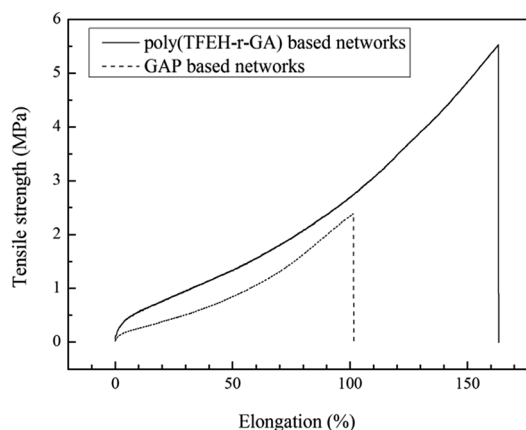 poly(TFEH-r-GA) based networks
GAP based networks
Tensile strength (MPa)
6
5
4
3
2
1
0
0
50
100
150
Elongation (%)